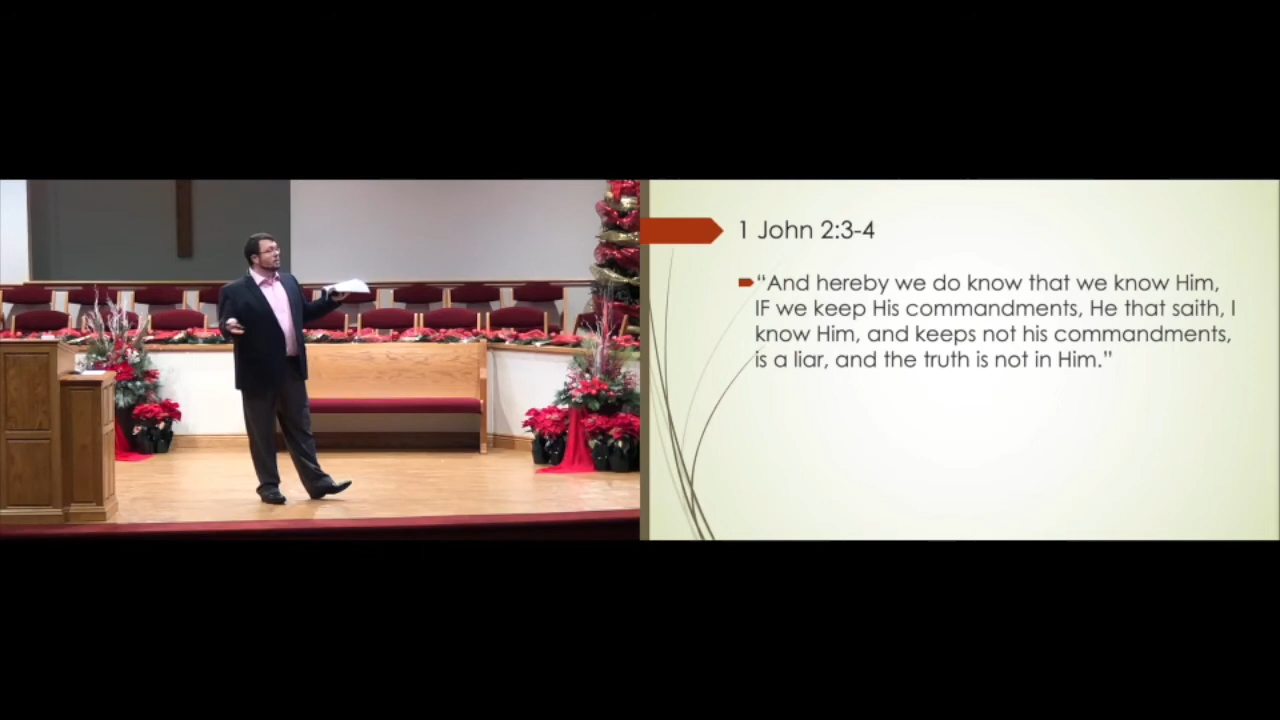 1 John 2:3-4
“And hereby we do know that we know Him,
IF we keep His commandments, He that saith, I
know Him, and keeps not his commandments,
is a liar, and the truth is not in Him.”